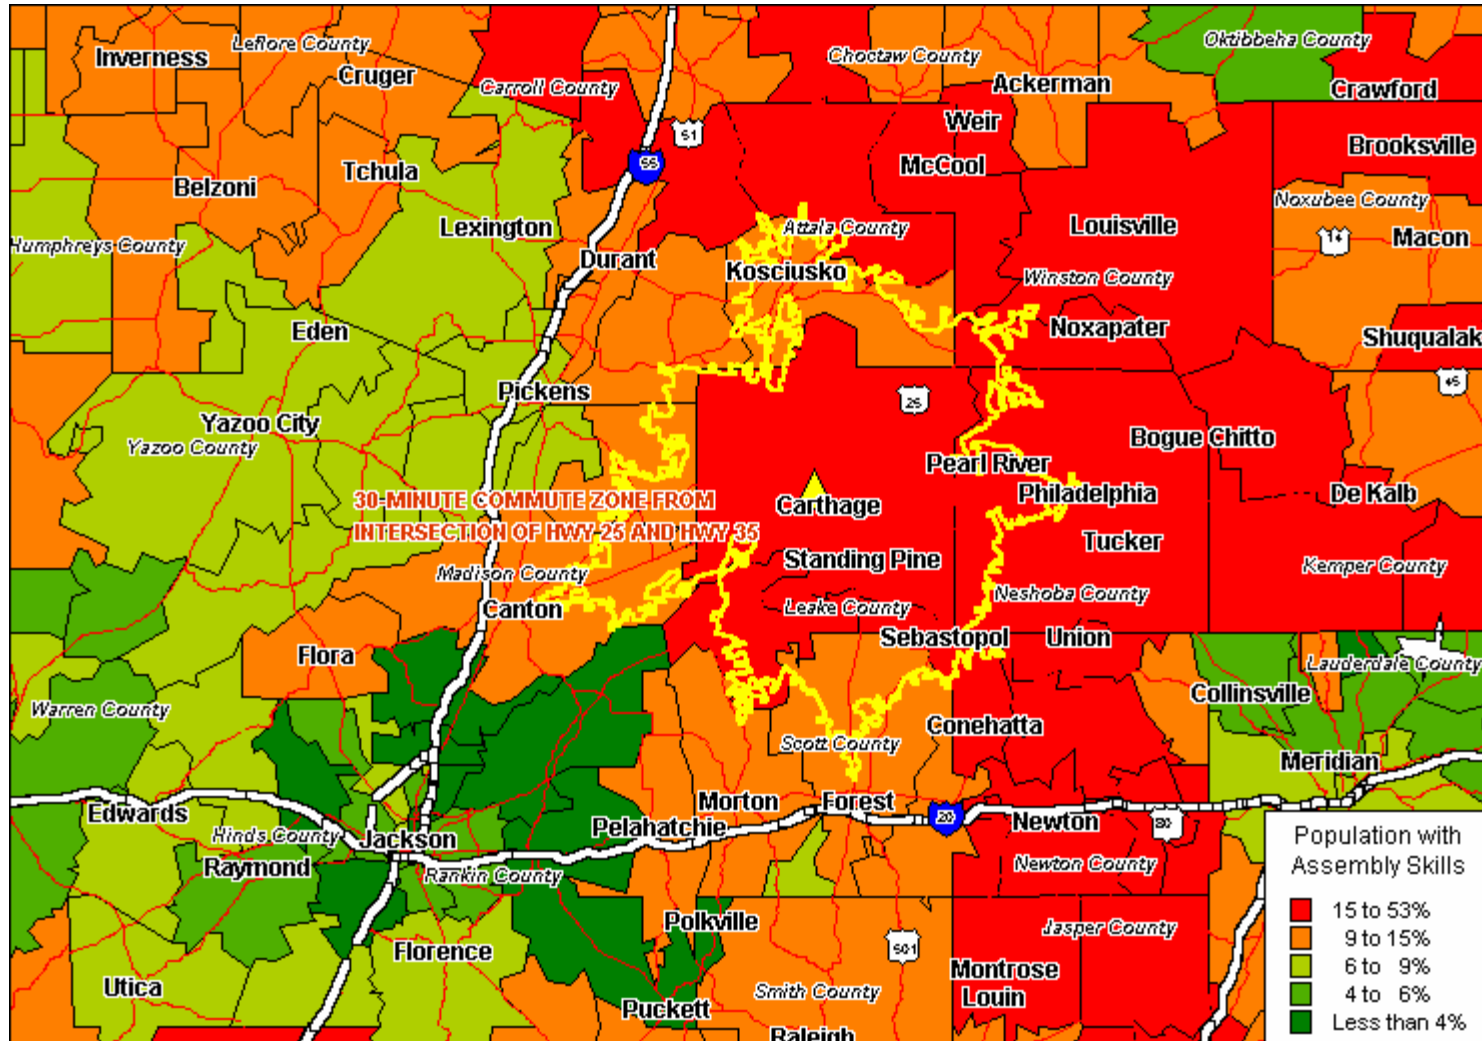 Inverness
Leflore County
Cruger
Carroll County
Choctaw County
Ackerman
Oktibbeha County
Crawford
51
55
Weir
McCool
Brooksville
Tchula
Belzoni
Lexington
Humphreys County
Durant
Attala County
Kosciusko
Louisville
Winston County
Noxubee County
14
Macon
Eden
Noxapater
Shuqualak
Pickens
25
45
Yazoo City
Yazoo County
Bogue Chitto
Pearl River
Philadelphia
De Kalb
30-MINUTE COMMUTE ZONE FROM
INTERSECTION OF HWY 25 AND HWY 35
Carthage
Tucker
Standing Pine
Madison County
Kemper County
Canton
Leake County
Neshoba County
Sebastopol
Union
Flora
Lauderdale County
Collinsville
Warren County
Conehatta
Scott County
Meridian
Edwards
Morton
Forest
Pelahatchie
20
Newton
80
Hinds County
Jackson
Raymond
Rankin County
Newton County
Polkville
Jasper County
Florence
501
Montrose
Louin
Utica
Puckett
Smith County
Raleigh
Population with
Assembly Skills
15 to 53%
9 to 15%
6 to 9%
4 to 6%
Less than 4%